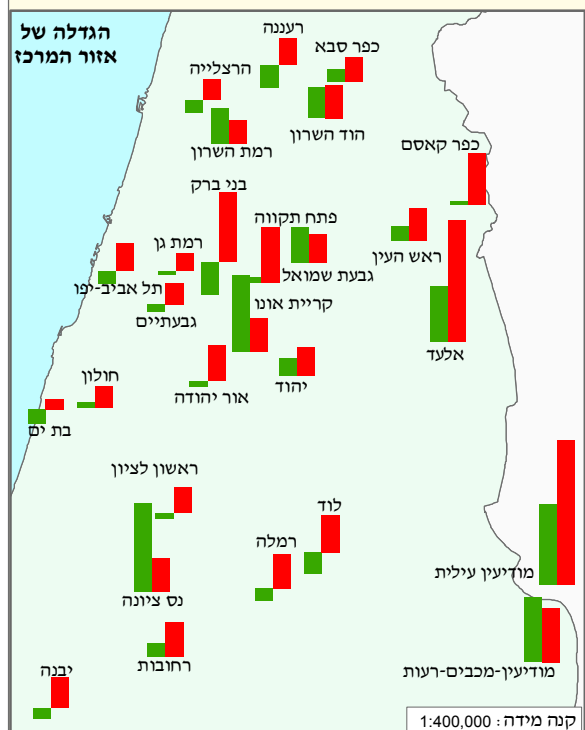 הגדלה של
אזור המרכז
רעננה
כפר סבא
הרצלייה
הוד השרון
רמת השרון
כפר קאסם
בני ברק
פתח תקווה
ראש העין
רמת גן
גבעת שמואל
תל אביב-יפו
קריית אונו
גבעתיים
אלעד
יהוד
אור יהודה
חולון
בת ים
ראשון לציון
לוד
רמלה
מודיעין עילית
נס ציונה
רחובות
מודיעין-מכבים-רעות
יבנה
קנה מידה : 1:400,000